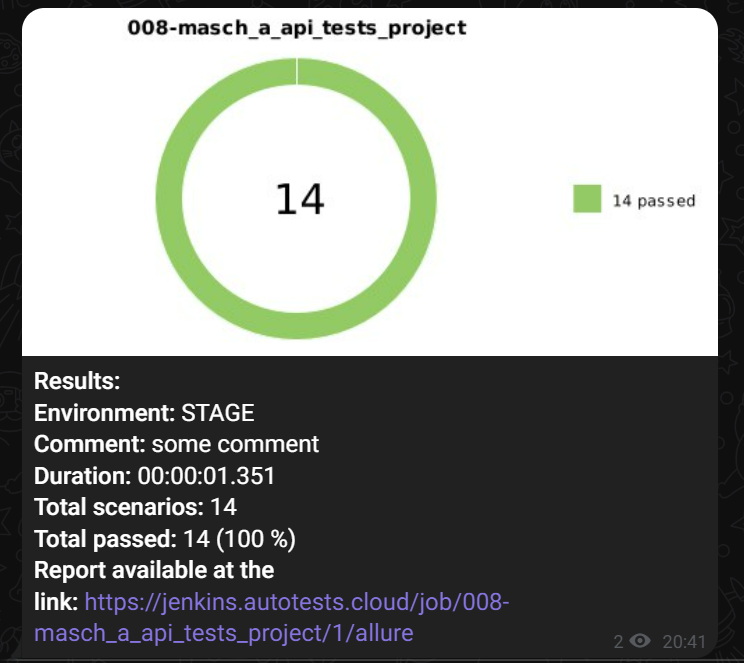 008-masch_a_api_tests_project
14
14 passed
Results:
Environment: STAGE
Comment: some comment
Duration: 00:00:01.351
Total scenarios: 14
Total passed: 14 (100 %)
Report available at the
link: https://jenkins.autotests.cloud/job/008-
masch_a_api_tests_project/1/allure
2 20:41